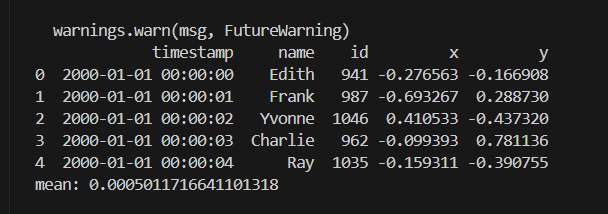 warnings.warn(msg, FutureWarning)
timestamp name id x y
0 2000-01-01 00:00:00 Edith 941 -0.276563 -0.166908
1 2000-01-01 00:00:01 Frank 987 -0.693267 0.288730
2 2000-01-01 00:00:02 Yvonne 1046 0.410533 -0.437320
3 2000-01-01 00:00:03 Charlie 962 -0.099393 0.781136
4 2000-01-01 00:00:04 Ray 1035 -0.159311 -0.390755
mean: 0.0005011716641101318